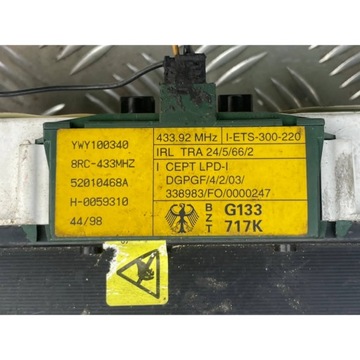 YWY100340
8RC-433MHZ
52010468A
H-0059310
44/98
433.92 MHz I-ETS-300-220
IRL TRA 24/5/66/2
I CEPT LPD-I
DGPGF/4/2/03/
338983/FO/0000247
BZT G133
717K